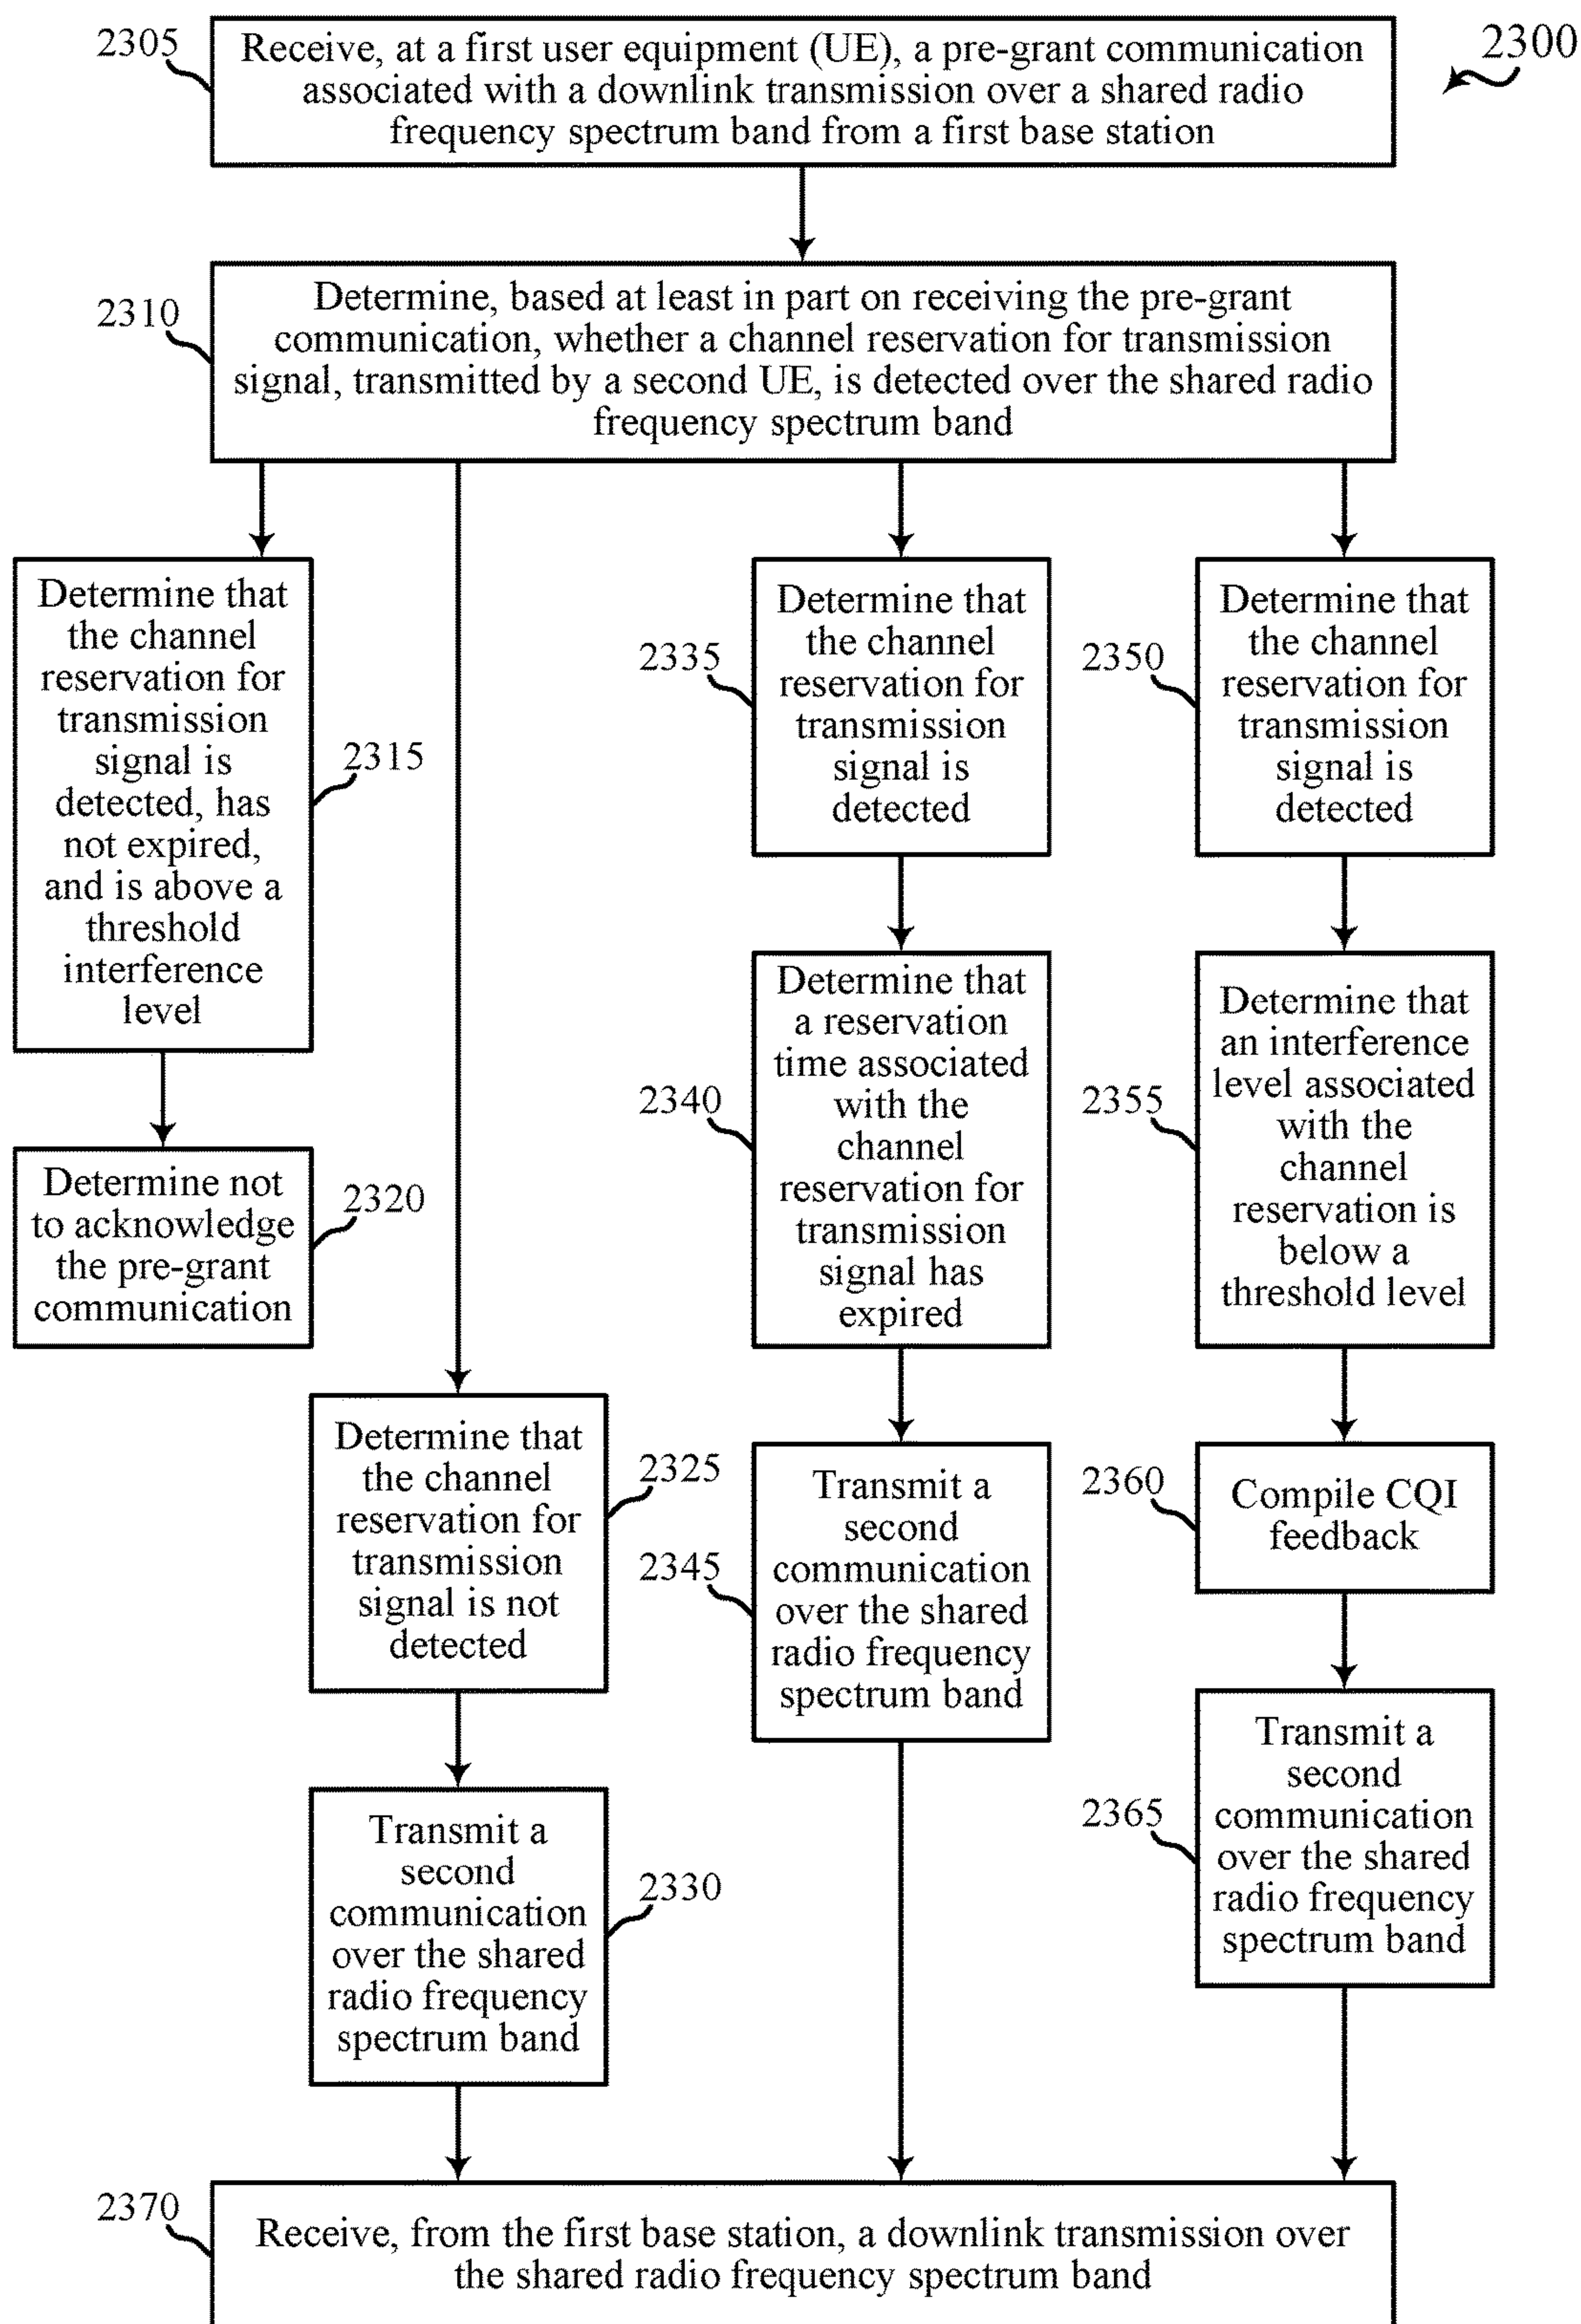 2300
2305
Receive, at a first user equipment (UE), a pre-grant communication
associated with a downlink transmission over a shared radio
frequency spectrum band from a first base station
2310
Determine, based at least in part on receiving the pre-grant
communication, whether a channel reservation for transmission
signal, transmitted by a second UE, is detected over the shared radio
frequency spectrum band
Determine that
the channel
reservation for
transmission
signal is
detected, has
not expired,
and is above a
threshold
interference
level
2315
Determine not
to acknowledge
the pre-grant
communication
2320
Determine that
the channel
reservation for
transmission
signal is not
detected
2325
Transmit a
second
communication
over the shared
radio frequency
spectrum band
2330
2335
Determine that
the channel
reservation for
transmission
signal is
detected
2340
Determine that
a reservation
time associated
with the
channel
reservation for
transmission
signal has
expired
2345
Transmit a
second
communication
over the shared
radio frequency
spectrum band
2350
Determine that
the channel
reservation for
transmission
signal is
detected
2355
Determine that
an interference
level associated
with the
channel
reservation is
below a
threshold level
2360
Compile CQI
feedback
2365
Transmit a
second
communication
over the shared
radio frequency
spectrum band
2370
Receive, from the first base station, a downlink transmission over
the shared radio frequency spectrum band